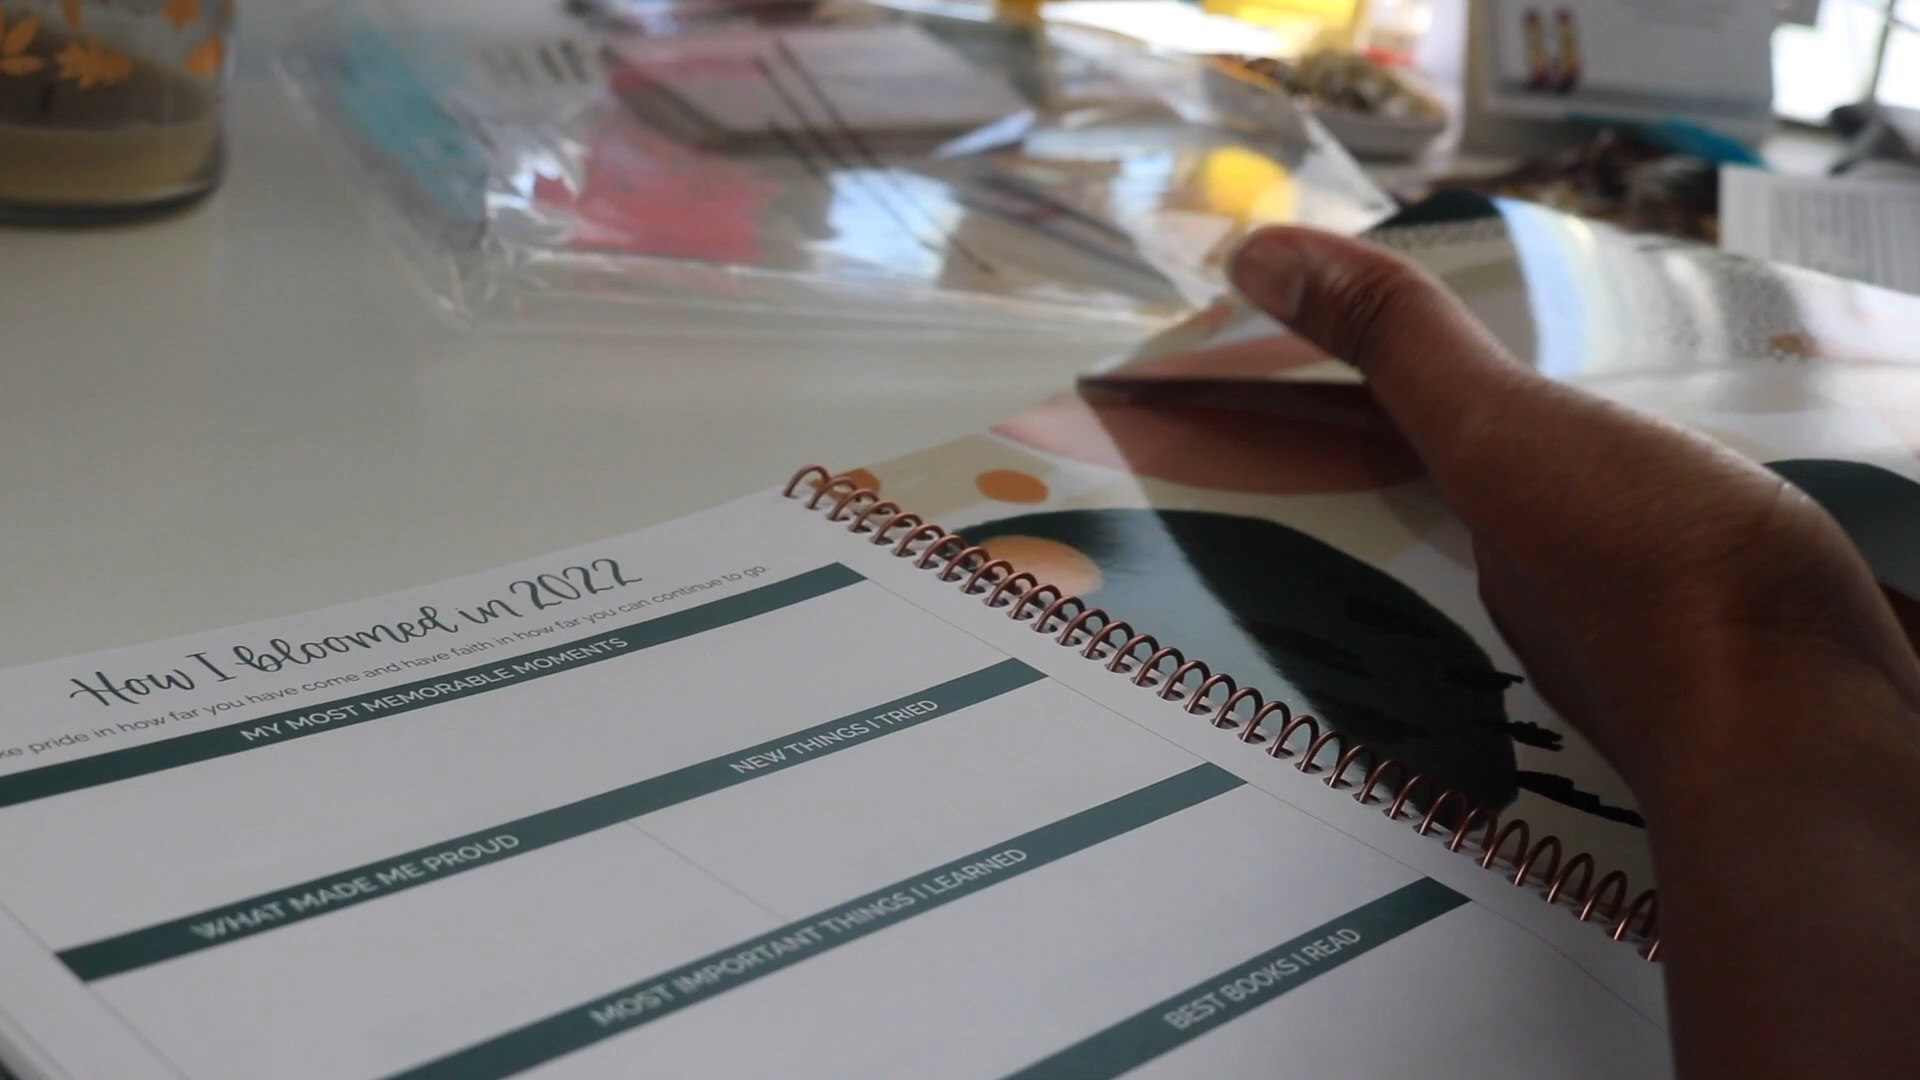 How I bloomed in 2022
pride in how far you have come and have faith in how far you can continue to go.
MY MOST MEMORABLE MOMENTS
WHAT MADE ME PROUD
NEW THINGS I TRIED
MOST IMPORTANT THINGS I LEARNED
BEST BOOKS I READ